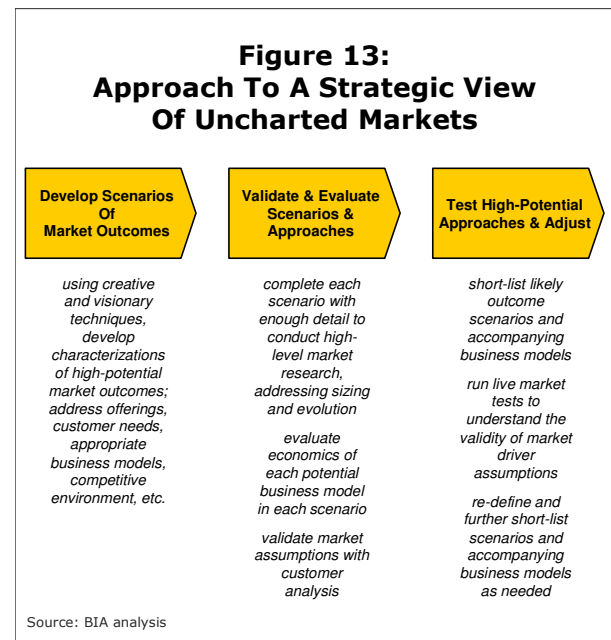 Figure 13:
Approach To A Strategic View
Of Uncharted Markets
Develop Scenarios
Of
Market Outcomes
using creative
and visionary
techniques,
develop
characterizations
of high-potential
market outcomes;
address offerings,
customer needs,
appropriate
business models,
competitive
environment, etc.
Validate & Evaluate
Scenarios &
Approaches
complete each
scenario with
enough detail to
conduct high-
level market
research,
addressing sizing
and evolution
evaluate
economics of
each potential
business model
in each scenario
validate market
assumptions with
customer
analysis
Test High-Potential
Approaches & Adjust
short-list likely
outcome
scenarios and
accompanying
business models
run live market
tests to
understand the
validity of market
driver
assumptions
re-define and
further short-list
scenarios and
accompanying
business models
as needed
Source: BIA analysis